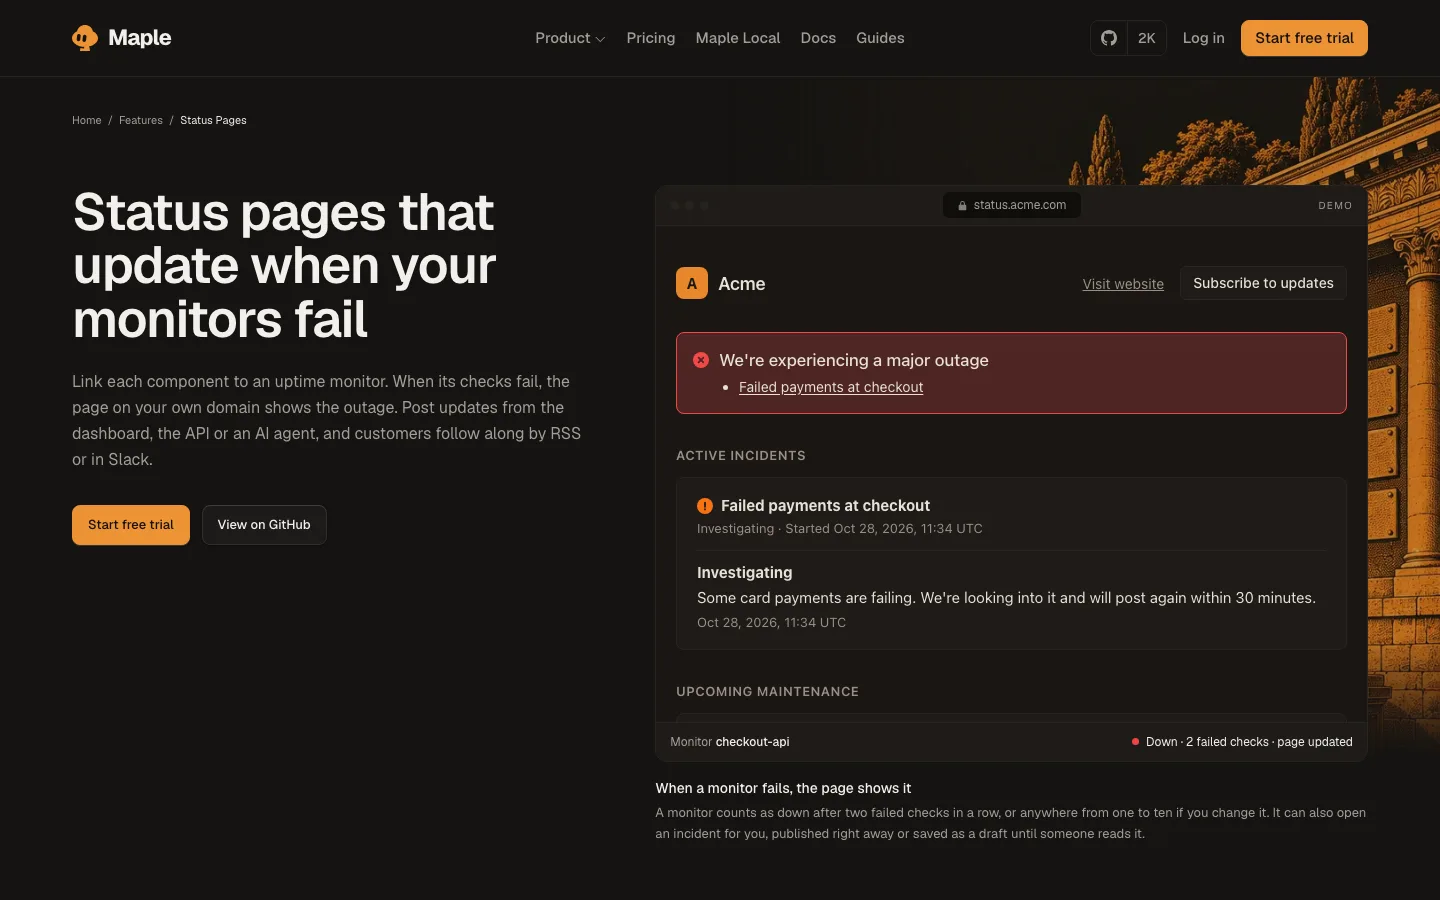 Maple
Product
Pricing
Maple Local
Docs
Guides
2K
Log in
Start free trial
Home / Features / Status Pages
Status pages that
update when your
monitors fail
Link each component to an uptime monitor. When its checks fail, the
page on your own domain shows the outage. Post updates from the
dashboard, the API or an AI agent, and customers follow along by RSS
or in Slack.
Start free trial
View on GitHub
status.acme.com
DEMO
A
Acme
Visit website
Subscribe to updates
We're experiencing a major outage
• Failed payments at checkout
ACTIVE INCIDENTS
Failed payments at checkout
Investigating · Started Oct 28, 2026, 11:34 UTC
Investigating
Some card payments are failing. We're looking into it and will post again within 30 minutes.
Oct 28, 2026, 11:34 UTC
UPCOMING MAINTENANCE
Monitor checkout-api
Down · 2 failed checks · page updated
When a monitor fails, the page shows it
A monitor counts as down after two failed checks in a row, or anywhere from one to ten if you change it. It can also open
an incident for you, published right away or saved as a draft until someone reads it.